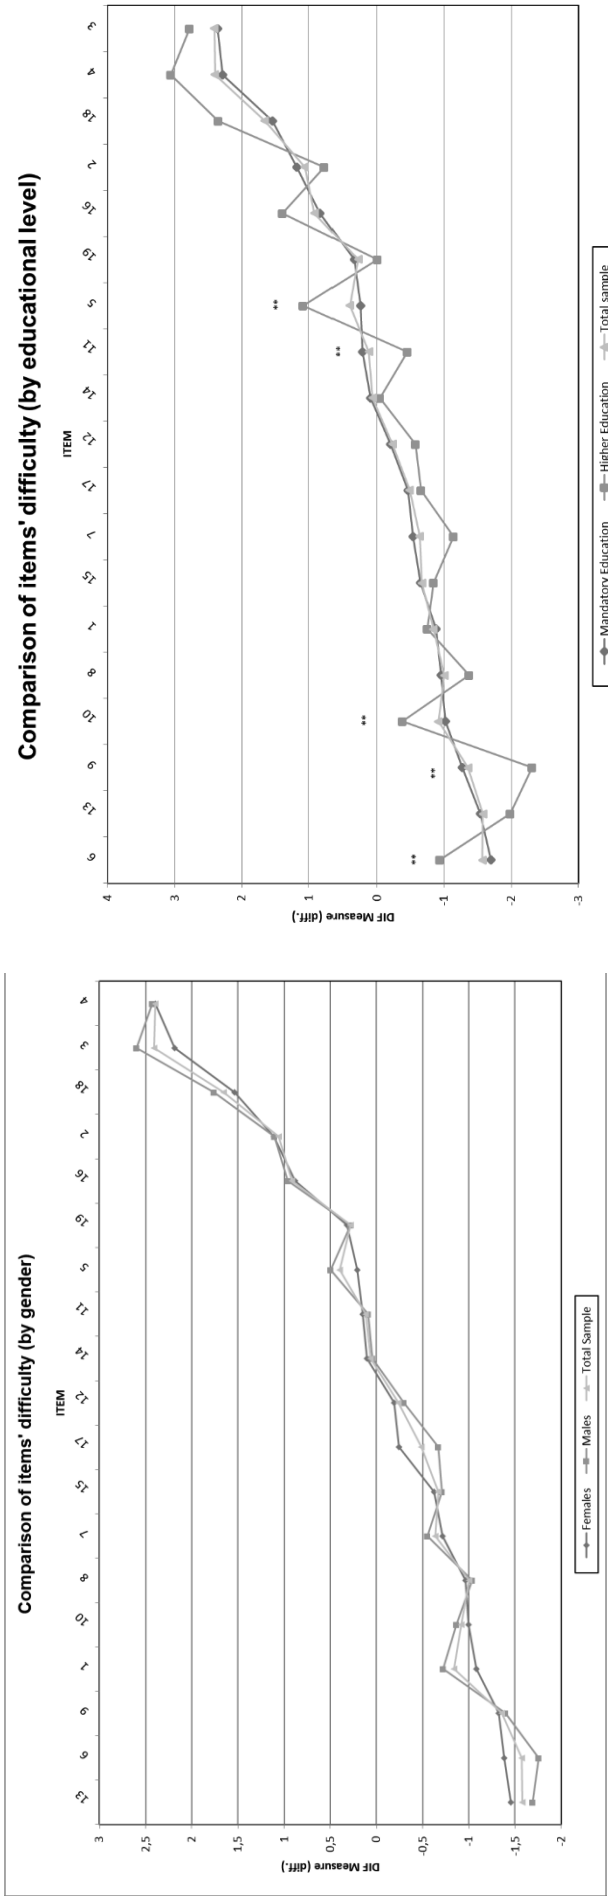 Comparison of items' difficulty (by gender)
ITEM
13 6 9 1 10 8 7 15 17 12 14 11 5 19 16 2 18 3 4
3
2,5
2
1,5
1
0,5
0
-0,5
-1
-1,5
-2
DIF Measure (diff.)
Females Males Total Sample
Comparison of items' difficulty (by educational level)
ITEM
6 13 9 10 8 1 15 7 17 12 14 11 5 19 16 2 18 4 3
4
3
2
1
0
-1
-2
-3
DIF Measure (diff.)
** ** ** ** **
Mandatory Education Higher Education Total sample